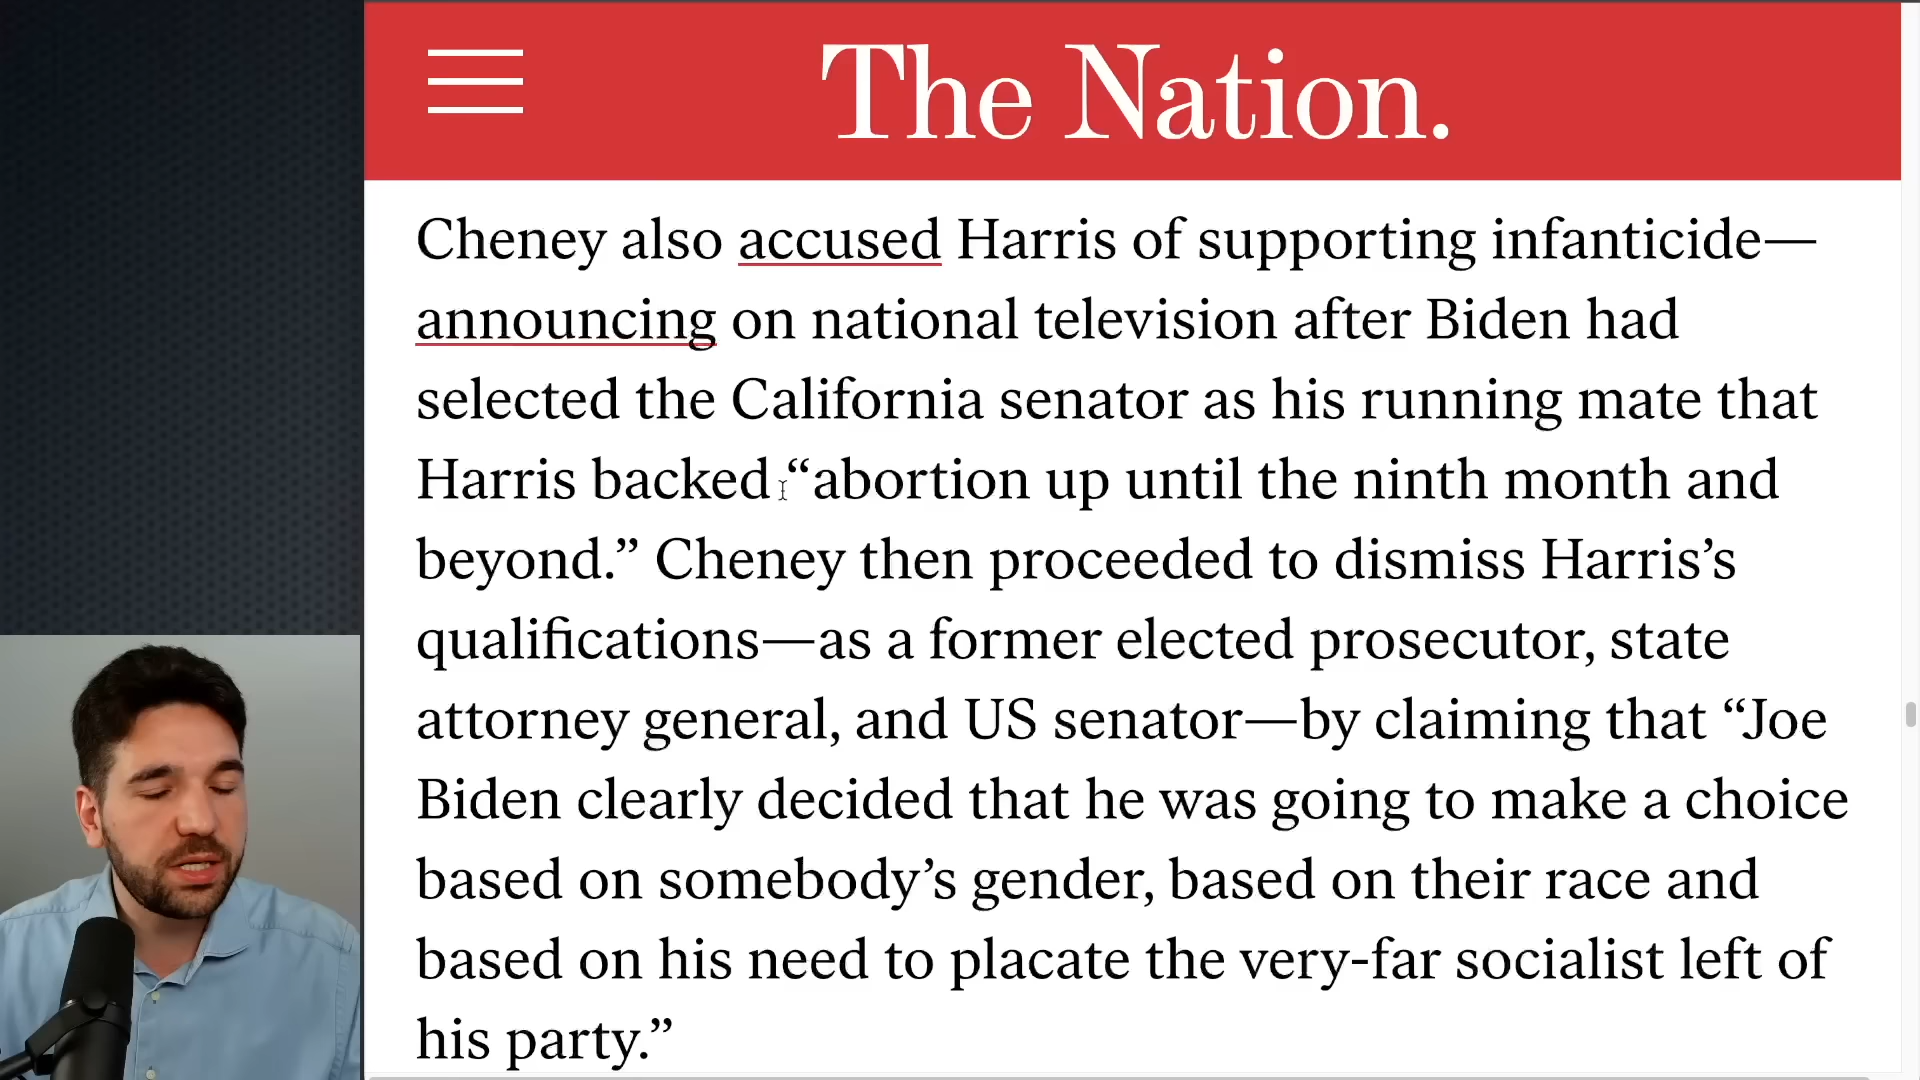 The Nation.
Cheney also accused Harris of supporting infanticide—
announcing on national television after Biden had
selected the California senator as his running mate that
Harris backed “abortion up until the ninth month and
beyond.” Cheney then proceeded to dismiss Harris’s
qualifications—as a former elected prosecutor, state
attorney general, and US senator—by claiming that “Joe
Biden clearly decided that he was going to make a choice
based on somebody’s gender, based on their race and
based on his need to placate the very-far socialist left of
his party.”